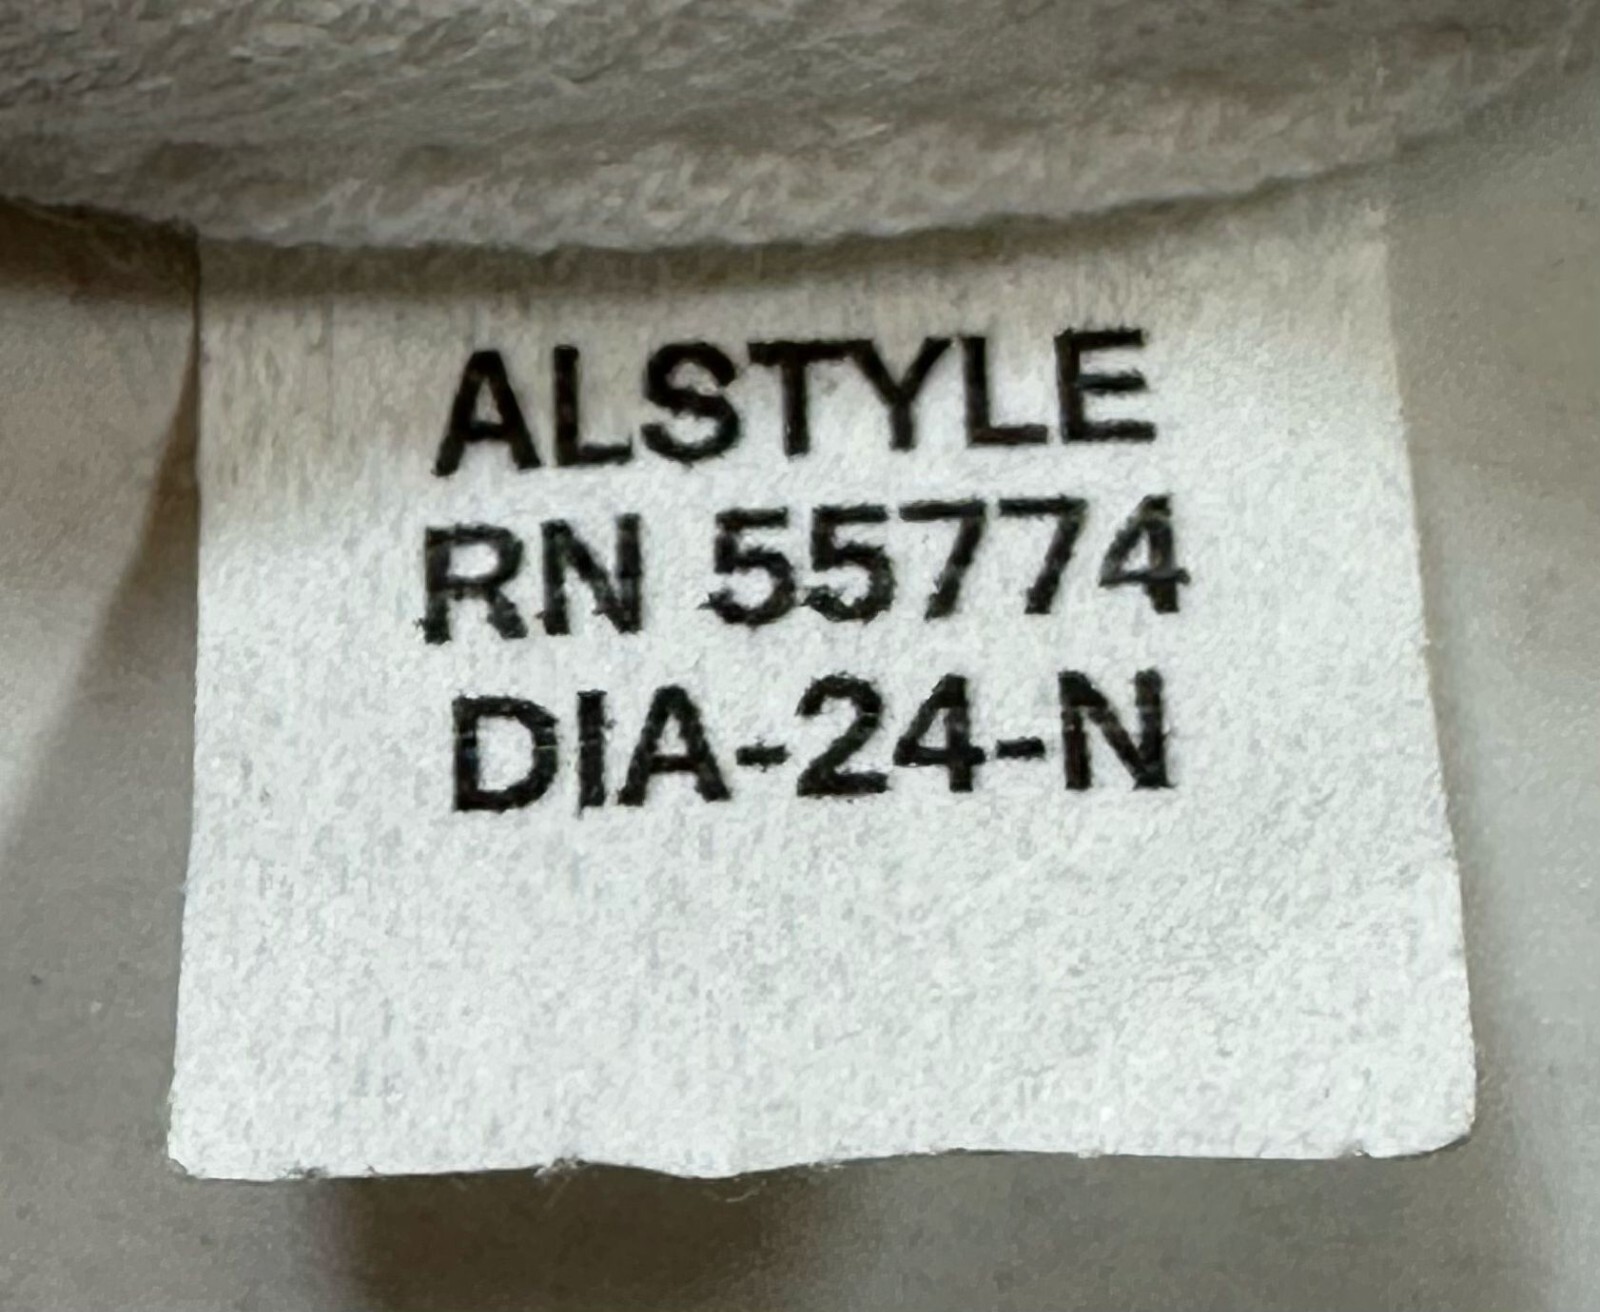 ALSTYLE
RN 55774
DIA-24-N